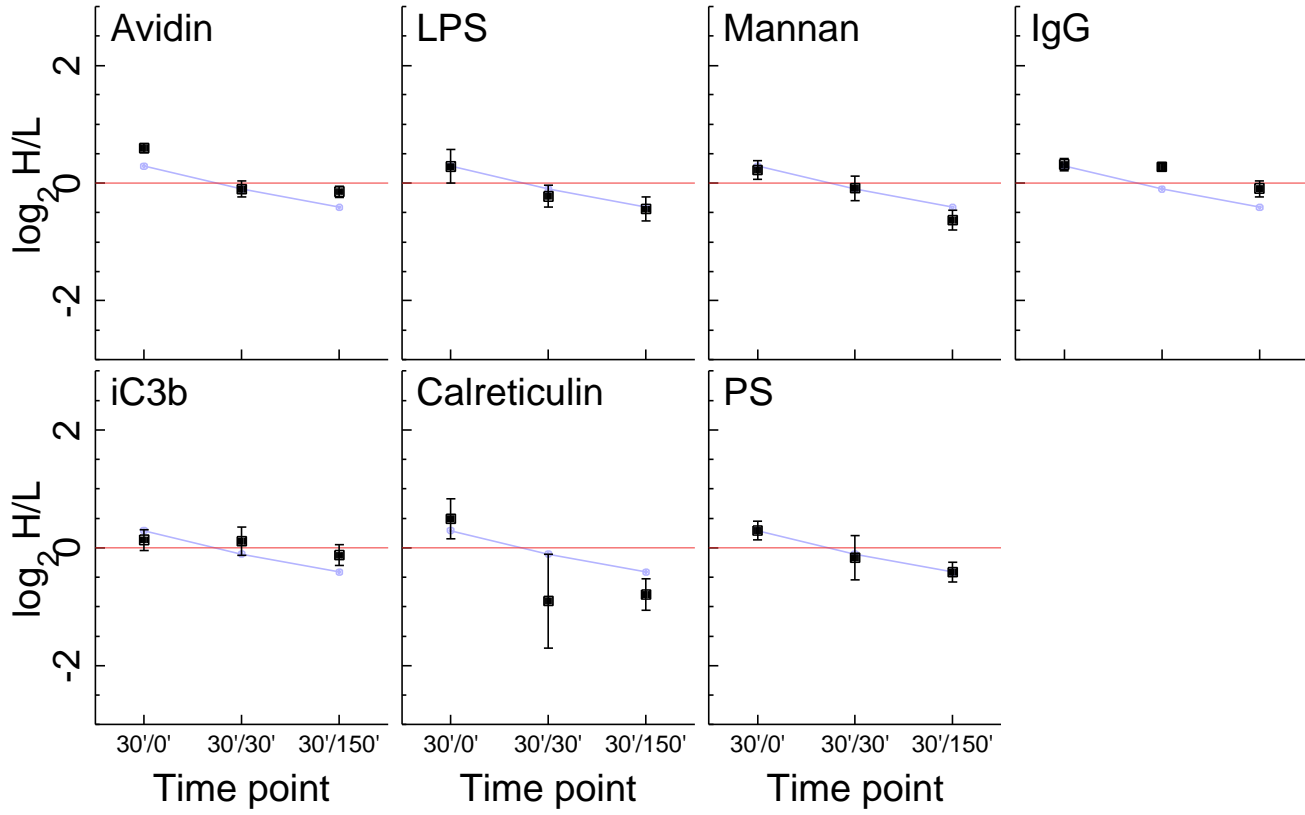 Avidin
LPS
Mannan
IgG
2
0
-2
log2 H/L
iC3b
Calreticulin
PS
2
0
-2
log2 H/L
30'/0' 30'/30' 30'/150'
30'/0' 30'/30' 30'/150'
30'/0' 30'/30' 30'/150'
Time point
Time point
Time point